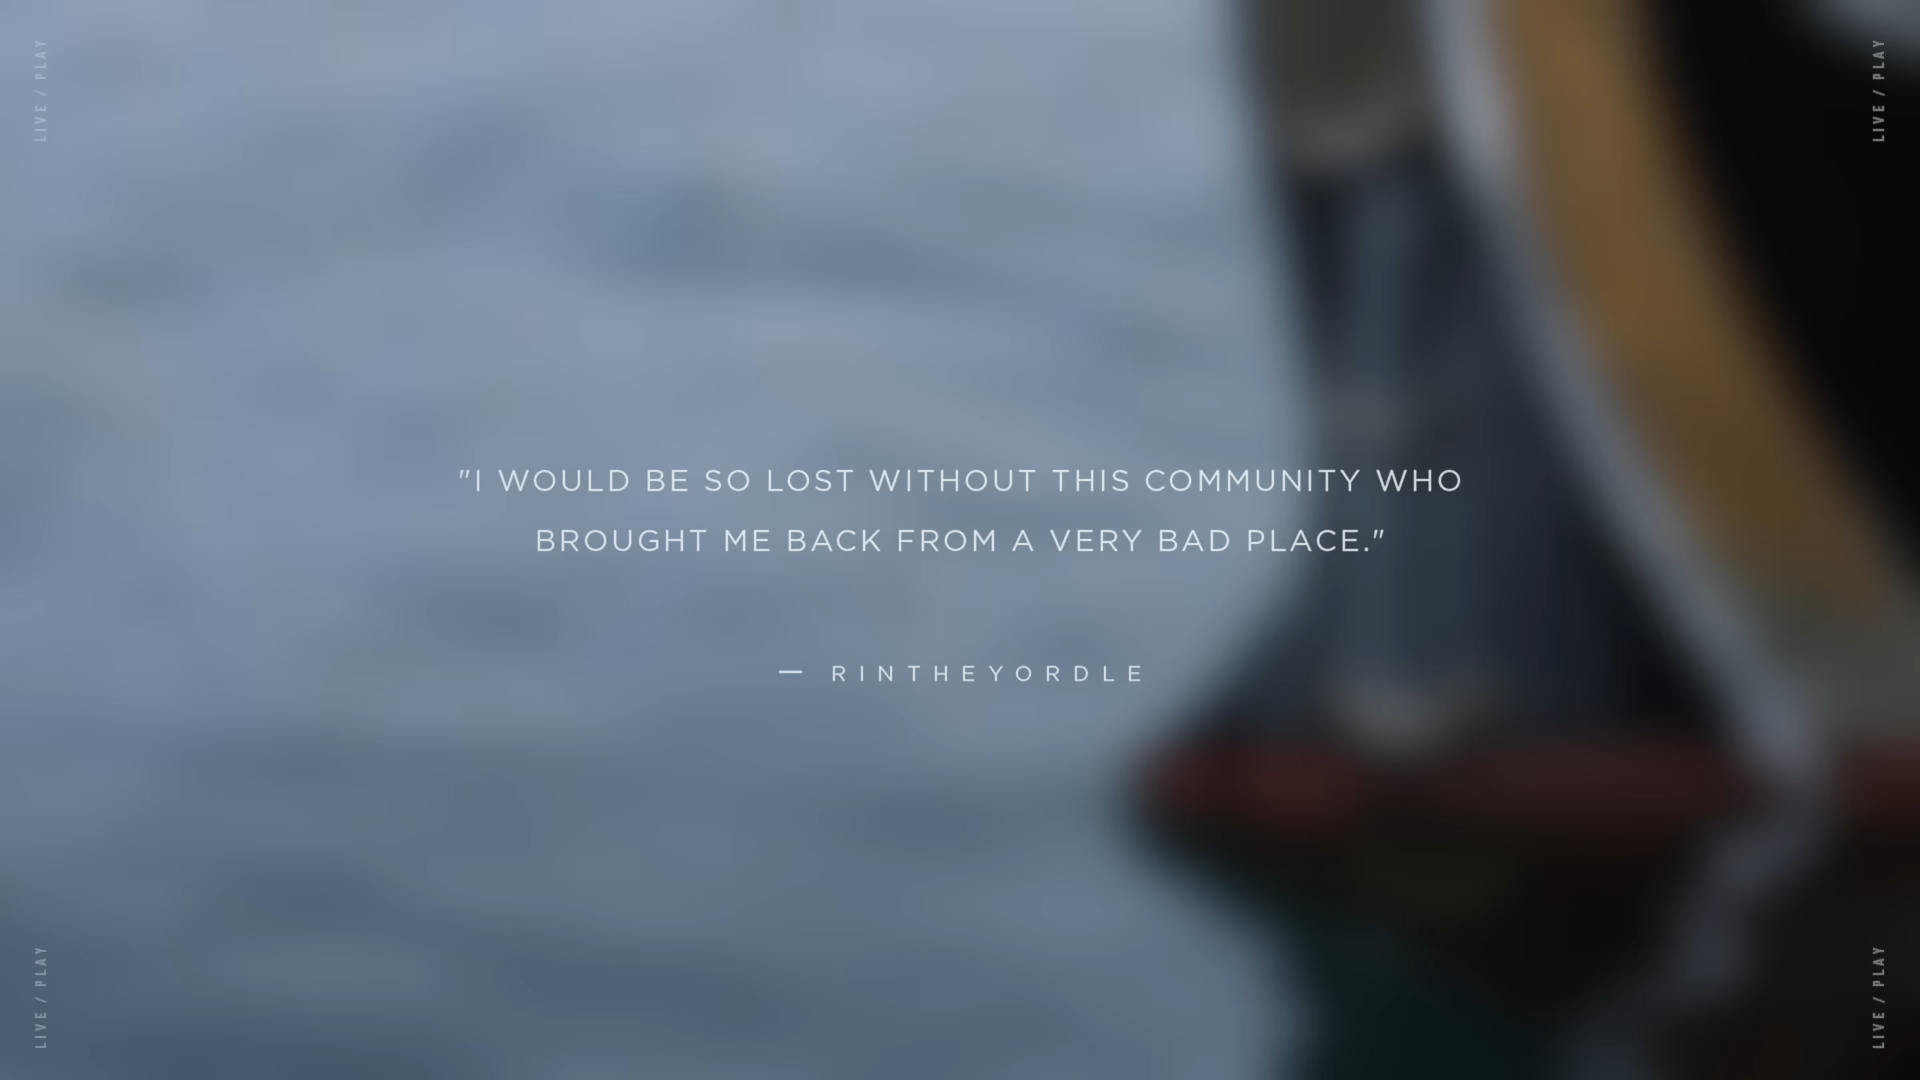 LIVE / PLAY
LIVE / PLAY
"I WOULD BE SO LOST WITHOUT THIS COMMUNITY WHO
BROUGHT ME BACK FROM A VERY BAD PLACE."
— RINTHEYORDLE
LIVE / PLAY
LIVE / PLAY